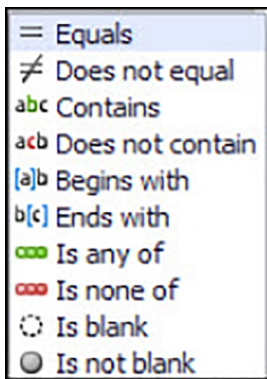 = Equals
≠ Does not equal
abc Contains
acb Does not contain
[a]b Begins with
b[c] Ends with
Is any of
Is none of
Is blank
Is not blank